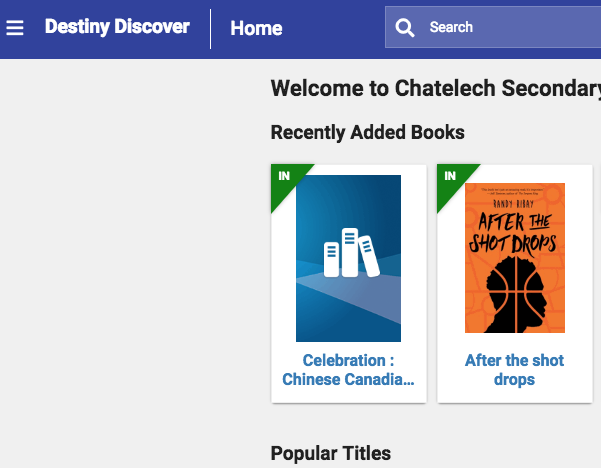 Destiny Discover
Home
Search
Welcome to Chatelech Secondary
Recently Added Books
IN
IN
RANDY RIBAY
AFTER THE
SHOT DROPS
Celebration :
Chinese Canadia...
After the shot
drops
Popular Titles